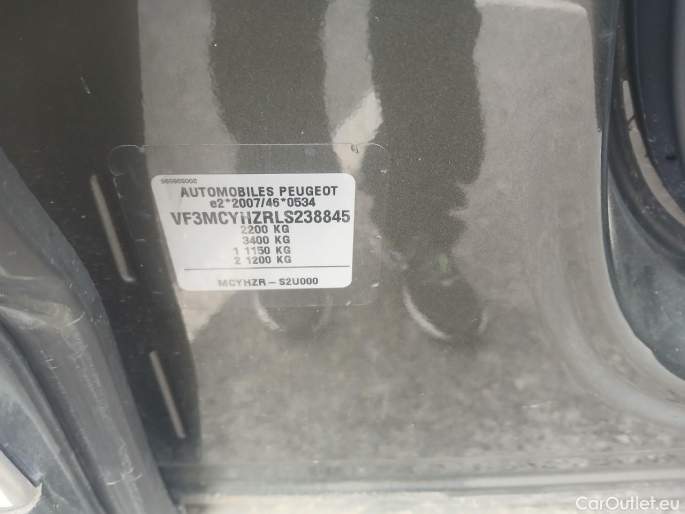 AUTOMOBILES PEUGEOT
e2*2007/46*0534
VF3MCYHZRLS238845
2200 KG
3400 KG
1 1150 KG
2 1200 KG
MCYHZR-S2U000
CarOutlet.eu